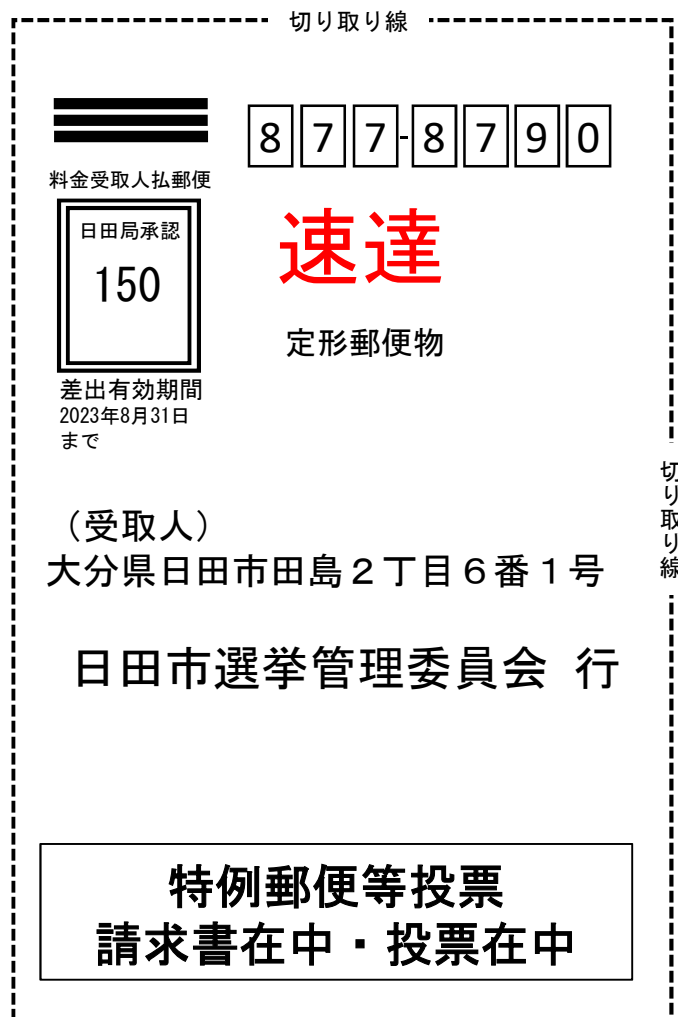 切り取り線
877-8790
料金受取人払郵便
日田局承認
150
速達
定形郵便物
差出有効期間
2023年8月31日
まで
切り取り線
（受取人）
大分県日田市田島２丁目６番１号
日田市選挙管理委員会 行
特例郵便等投票
請求書在中・投票在中